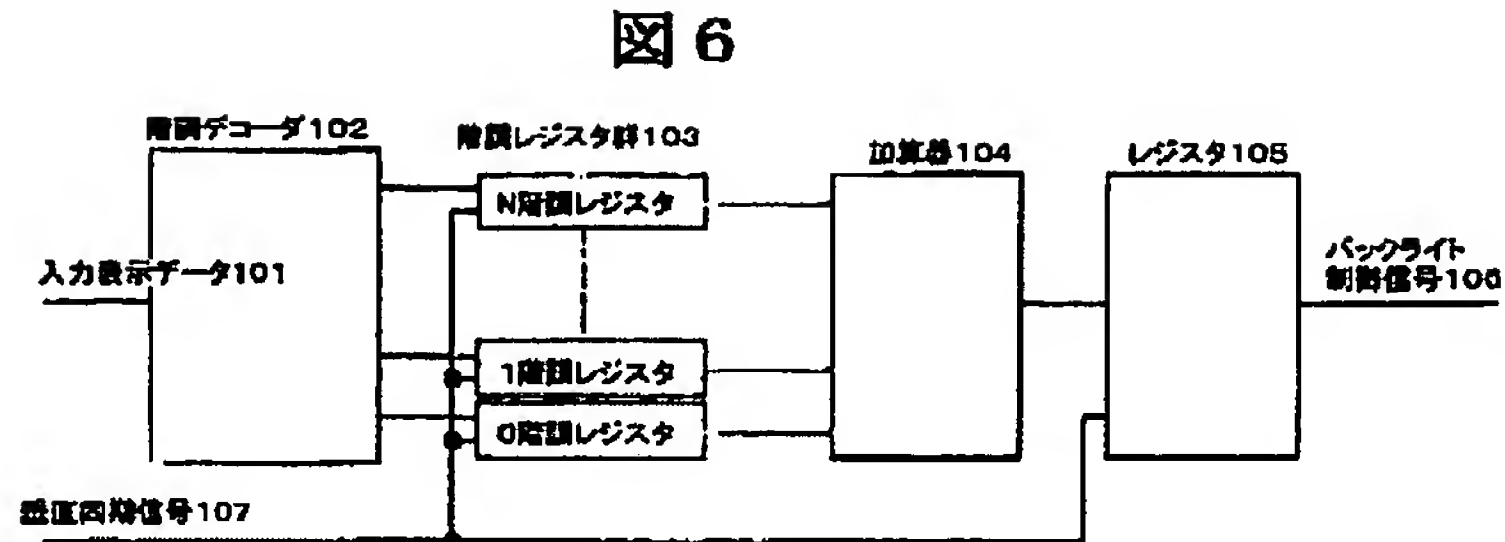 図 6
階調デコーダ102
階調レジスタ群103
加算器104
レジスタ105
N階調レジスタ
入力表示データ101
バックライト
制御信号106
1階調レジスタ
0階調レジスタ
垂直同期信号107